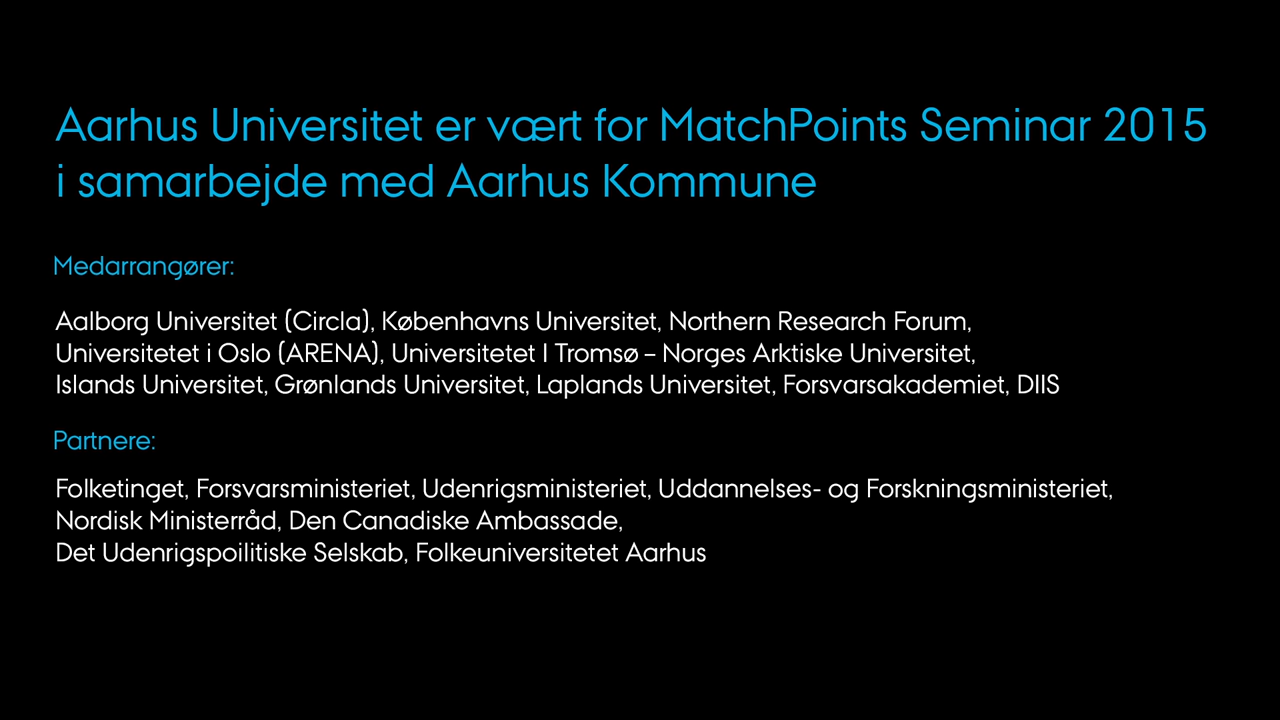 Aarhus Universitet er vært for MatchPoints Seminar 2015
i samarbejde med Aarhus Kommune
Medarrangører:
Aalborg Universitet (Circla), Københavns Universitet, Northern Research Forum,
Universitetet i Oslo (ARENA), Universitetet I Tromsø – Norges Arktiske Universitet,
Islands Universitet, Grønlands Universitet, Laplands Universitet, Forsvarsakademiet, DIIS
Partnere:
Folketinget, Forsvarsministeriet, Udenrigsministeriet, Uddannelses- og Forskningsministeriet,
Nordisk Ministerråd, Den Canadiske Ambassade,
Det Udenrigspoilitiske Selskab, Folkeuniversitetet Aarhus